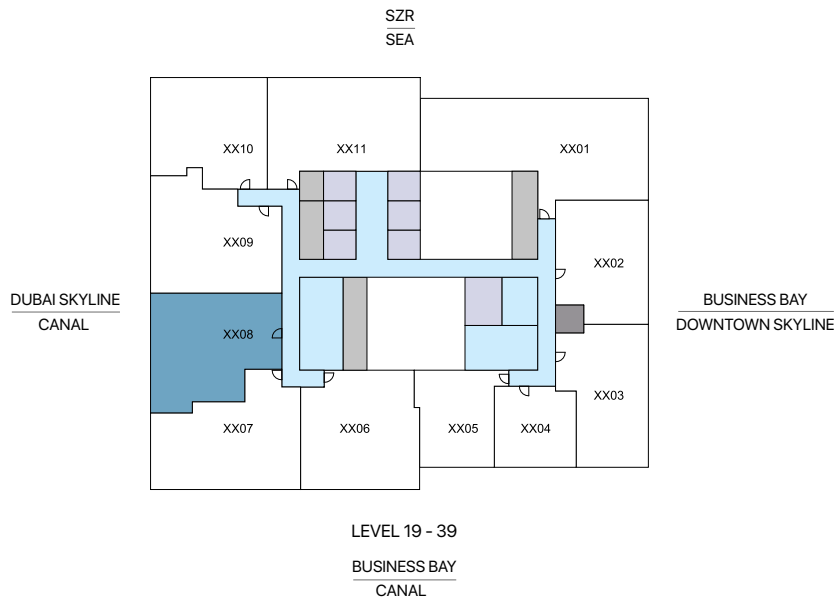 SZR
SEA
XX10
XX11
XX01
XX09
XX02
DUBAI SKYLINE
CANAL
XX08
BUSINESS BAY
DOWNTOWN SKYLINE
XX03
XX07
XX06
XX05
XX04
LEVEL 19 - 39
BUSINESS BAY
CANAL